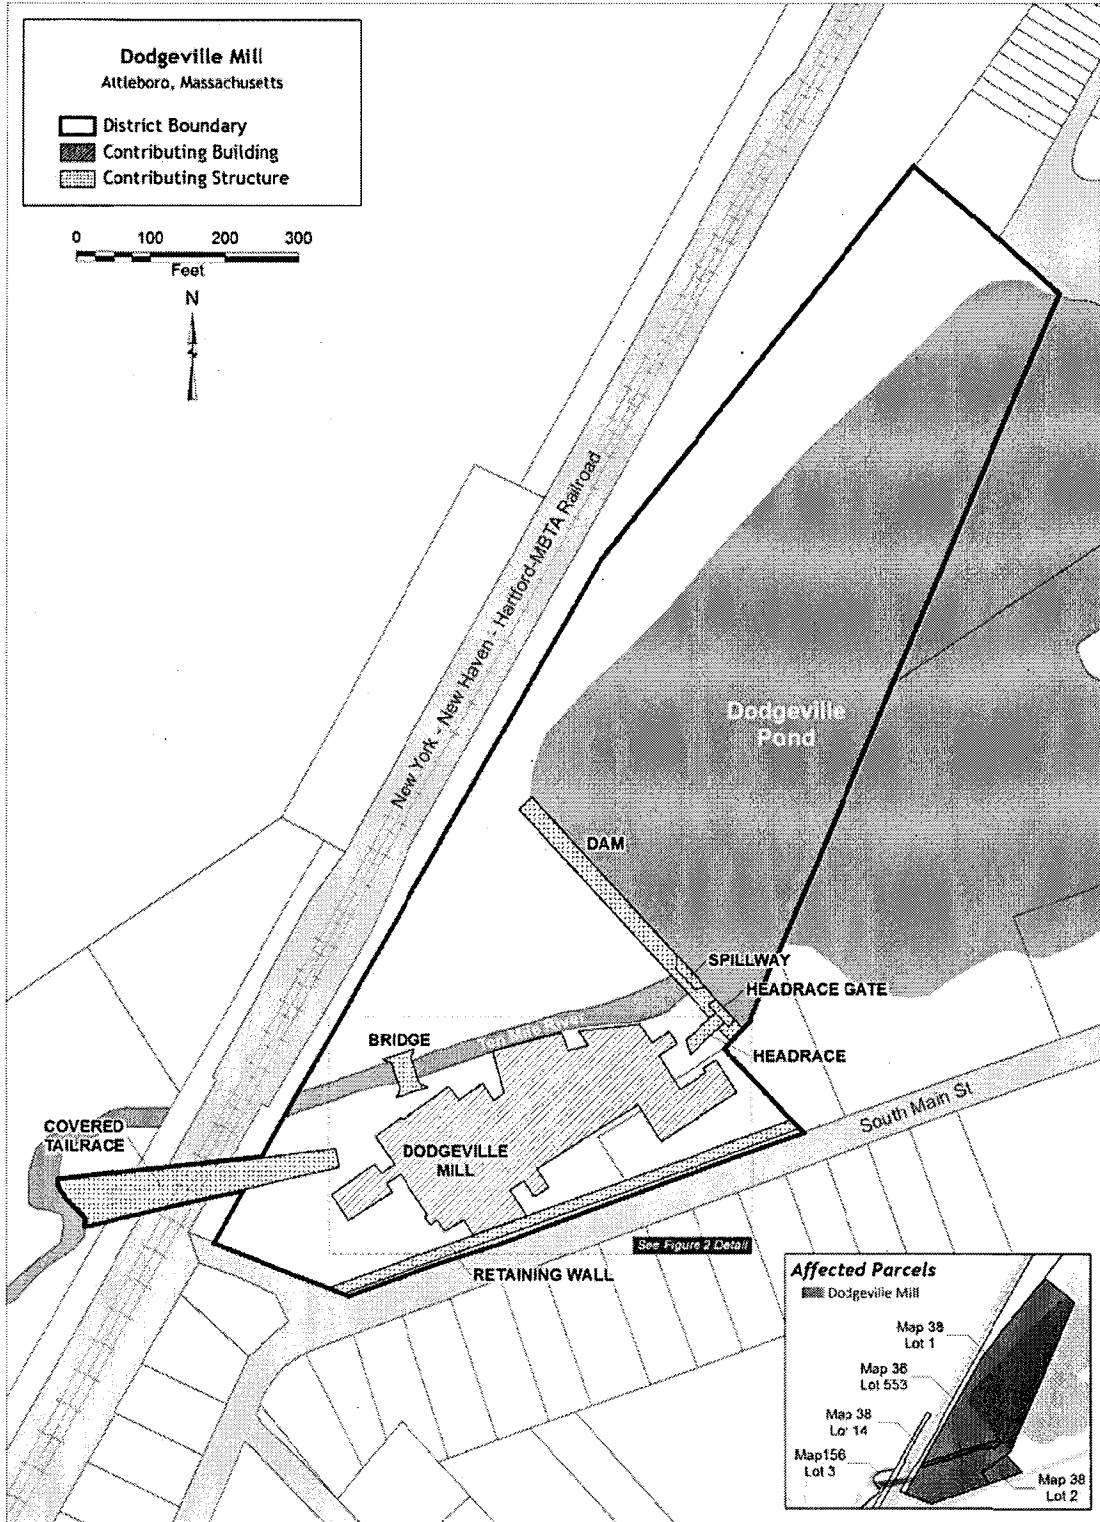 Dodgeville Mill
Attleboro, Massachusetts
District Boundary
Contributing Building
Contributing Structure
0 100 200 300
Feet
N
New York - New Haven - Hartford-MBTA Railroad
Dodgeville
Pond
DAM
SPILLWAY
HEADRACE GATE
Ten Mile River
BRIDGE
HEADRACE
South Main St
COVERED
TAILRACE
DODGEVILLE
MILL
See Figure 2 Detail
RETAINING WALL
Affected Parcels
Dodgeville Mill
Map 38
Lot 1
Map 36
Lot 553
Map 38
Lot 14
Map156
Lot 3
Map 38
Lot 2